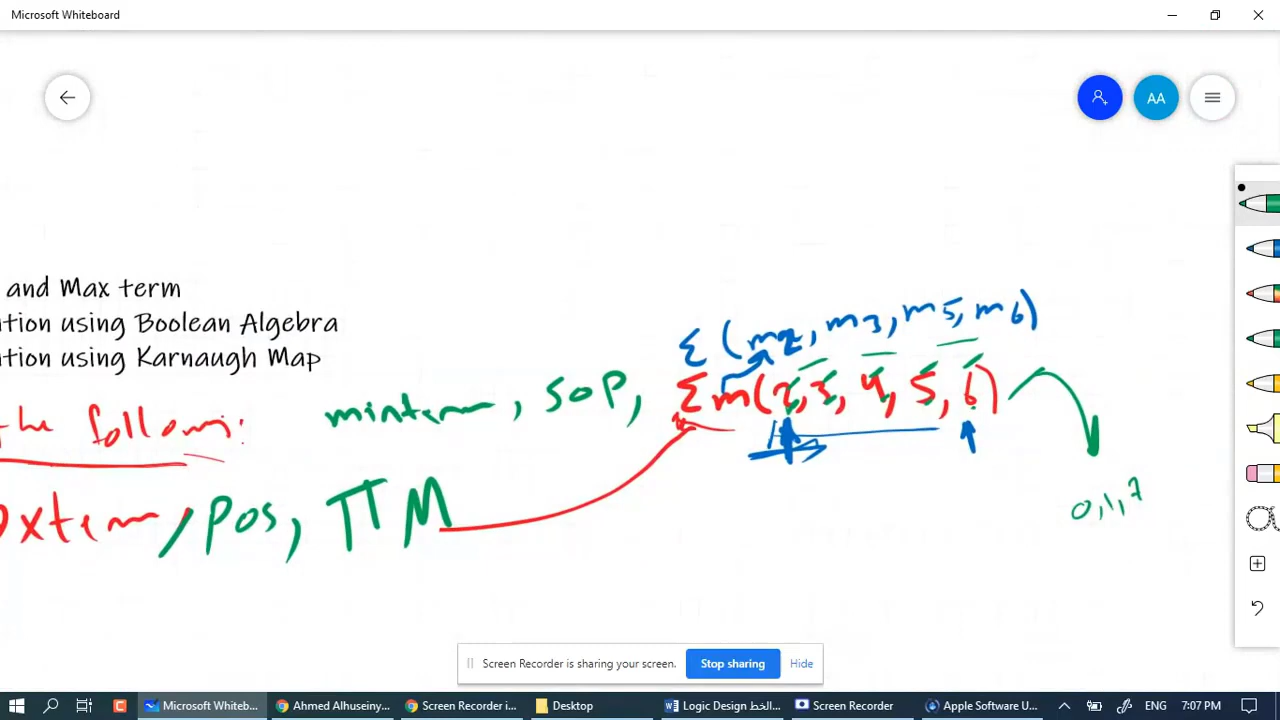 Microsoft Whiteboard
AA
and Max term
ation using Boolean Algebra
ation using Karnaugh Map
Σ (m2, m3, m5, m6)
the following:
minterm, SOP, Σm(2, 3, 4, 5, 6)
oxterm / pos, ΠM
0, 1, 7
Screen Recorder is sharing your screen. Stop sharing Hide
Microsoft Whiteb... Ahmed Alhuseiny... Screen Recorder i... Desktop Logic Design الخط... Screen Recorder Apple Software U... ENG 7:07 PM